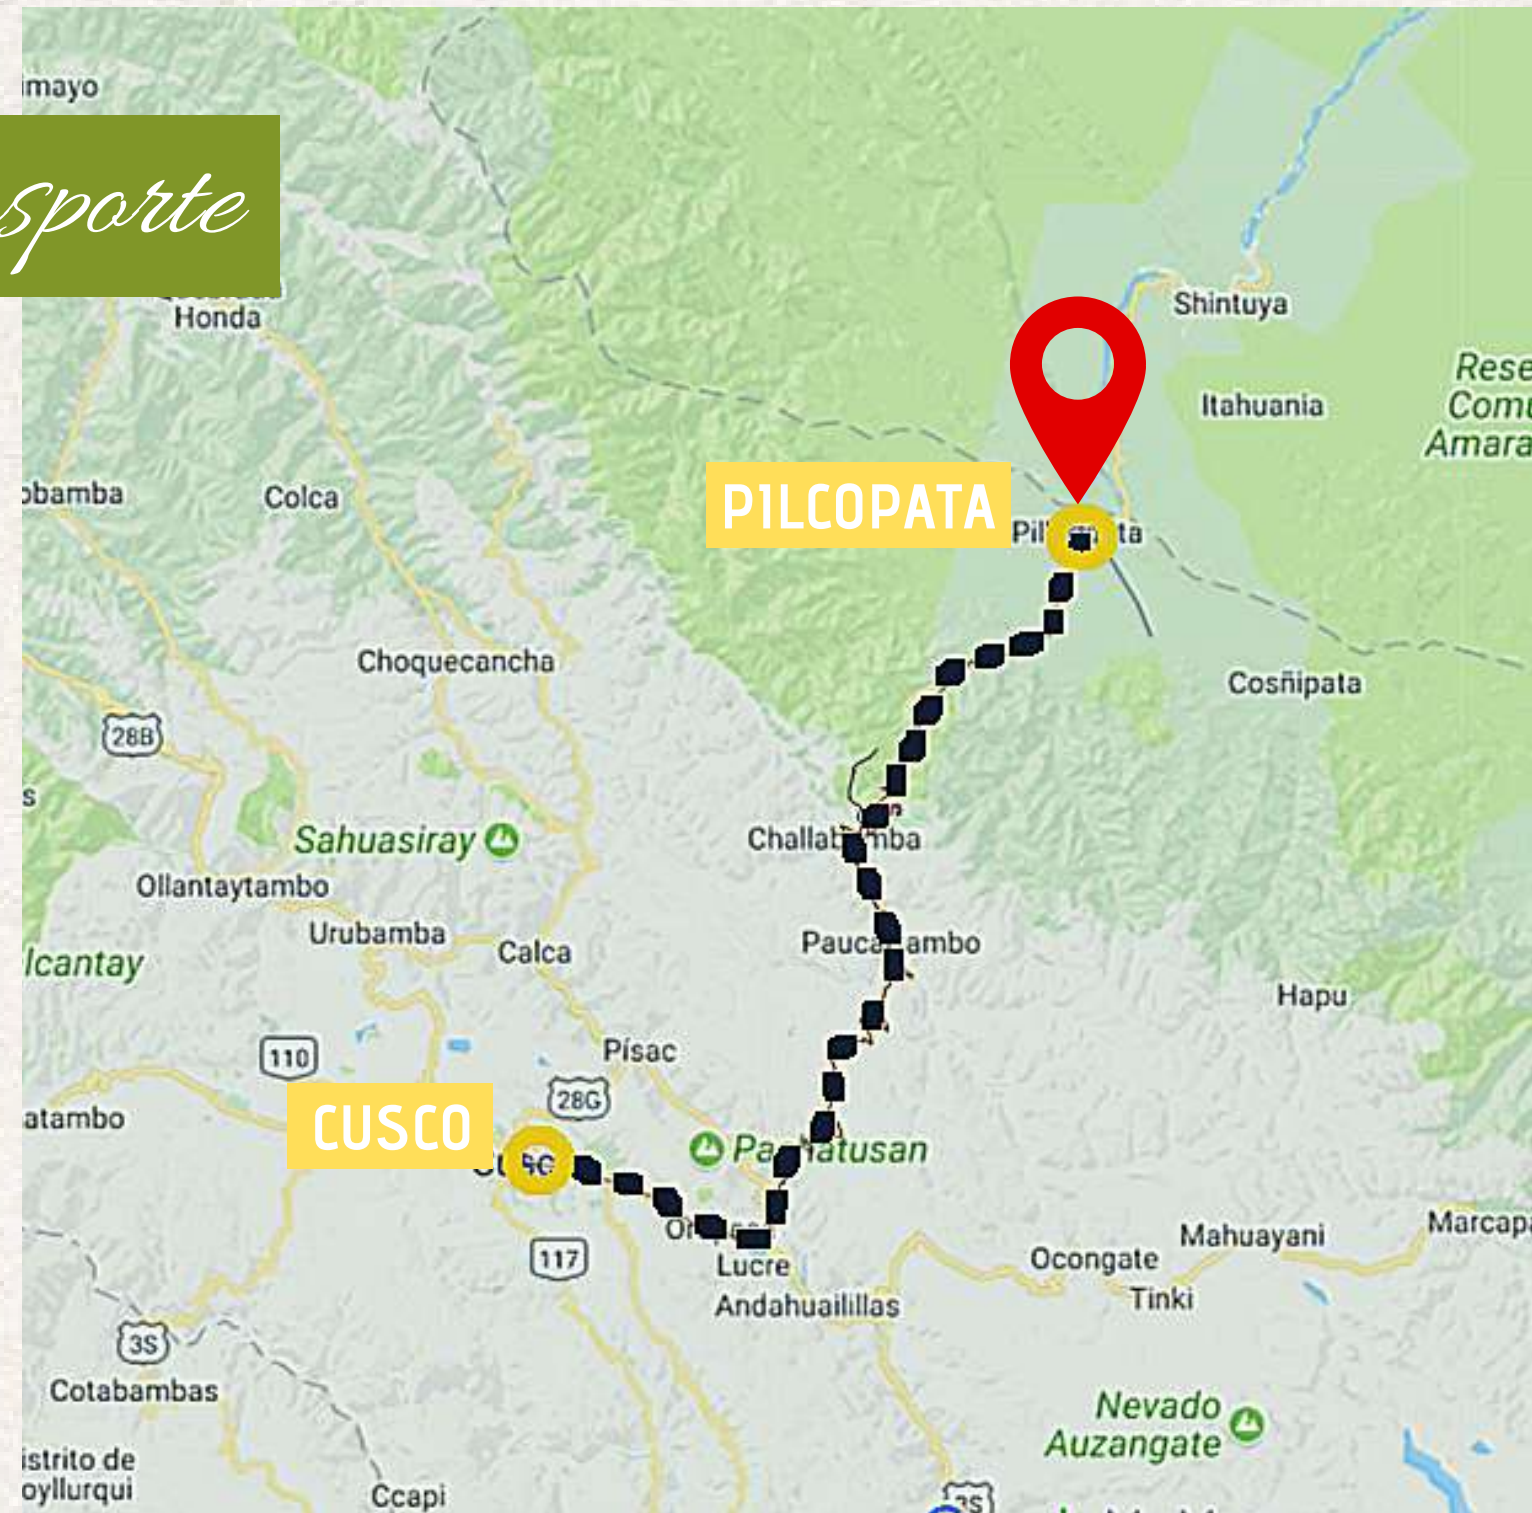 imayo
sporte
Honda
Shintuya
Rese
Comu
Amara
Itahuania
obamba
Colca
PILCOPATA
Choquecancha
Cosñipata
28B
s
Sahuasiray
Ollantaytambo
Urubamba
Calca
lcantay
Hapu
110
Písac
28G
atambo
CUSCO
117
Lucre
Andahuailillas
Ocongate
Mahuayani
Marcapa
Tinki
3S
Cotabambas
Nevado
Auzangate
istrito de
oyllurqui
Ccapi
3S